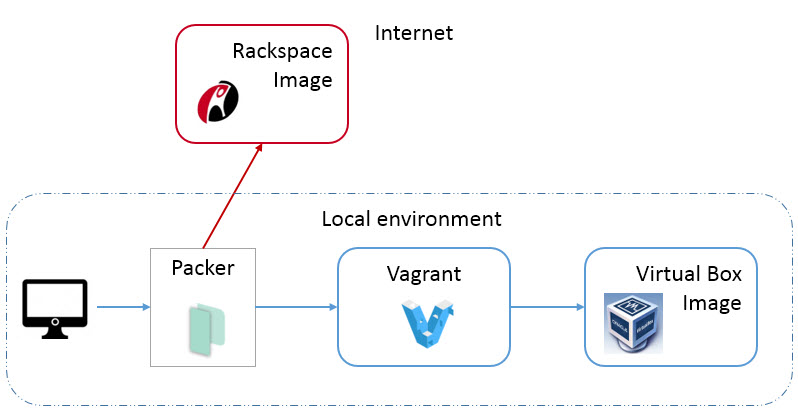 Internet
Rackspace
Image
Local environment
Packer
Vagrant
Virtual Box
Image